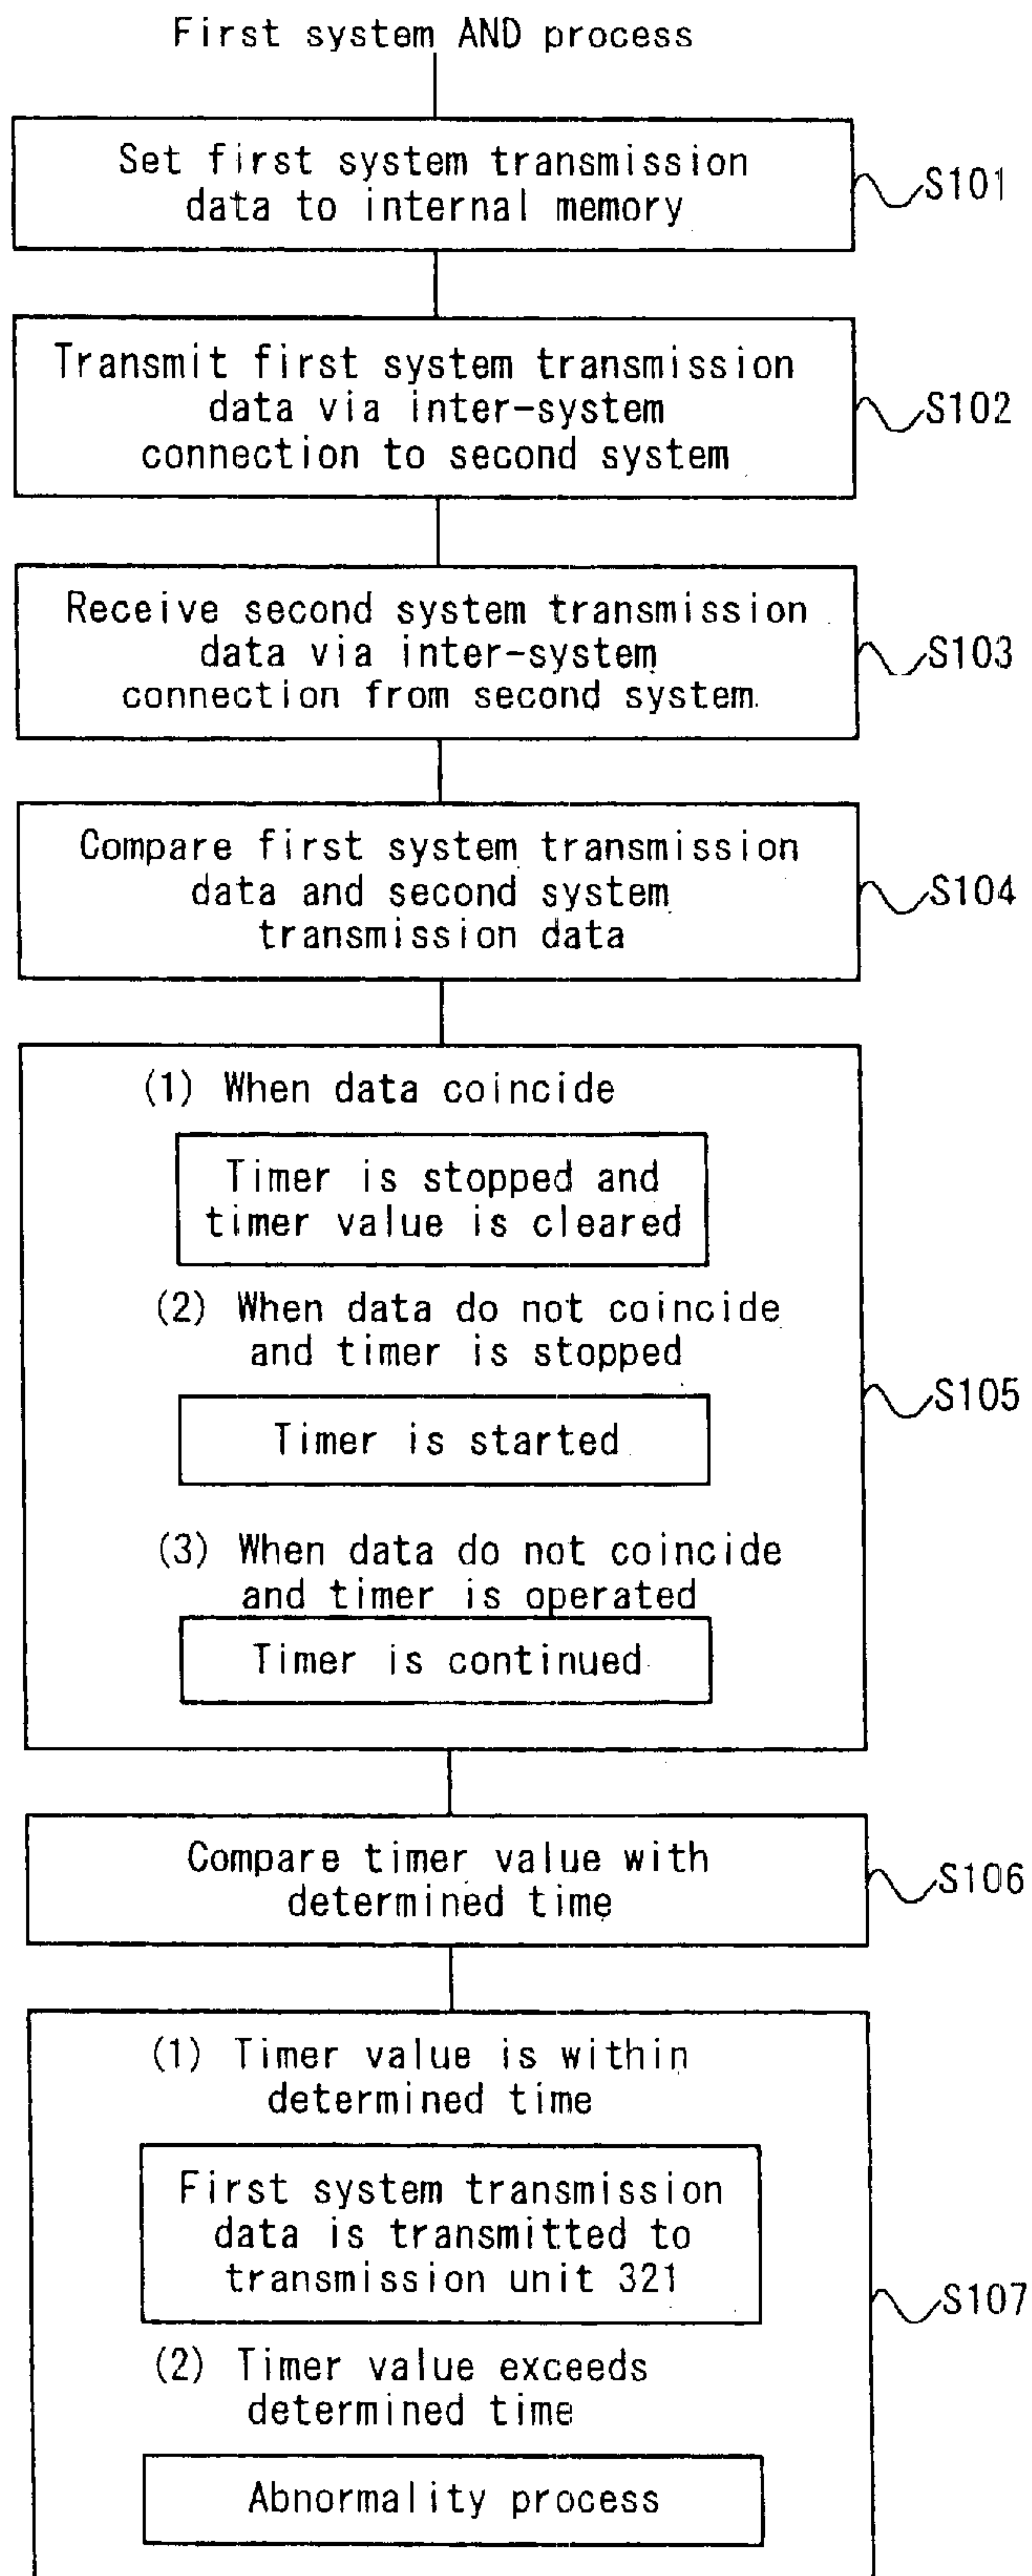 First system AND process
Set first system transmission
data to internal memory
S101
Transmit first system transmission
data via inter-system
connection to second system
S102
Receive second system transmission
data via inter-system
connection from second system
S103
Compare first system transmission
data and second system
transmission data
S104
(1) When data coincide
Timer is stopped and
timer value is cleared
(2) When data do not coincide
and timer is stopped
Timer is started
(3) When data do not coincide
and timer is operated
Timer is continued
S105
Compare timer value with
determined time
S106
(1) Timer value is within
determined time
First system transmission
data is transmitted to
transmission unit 321
(2) Timer value exceeds
determined time
Abnormality process
S107